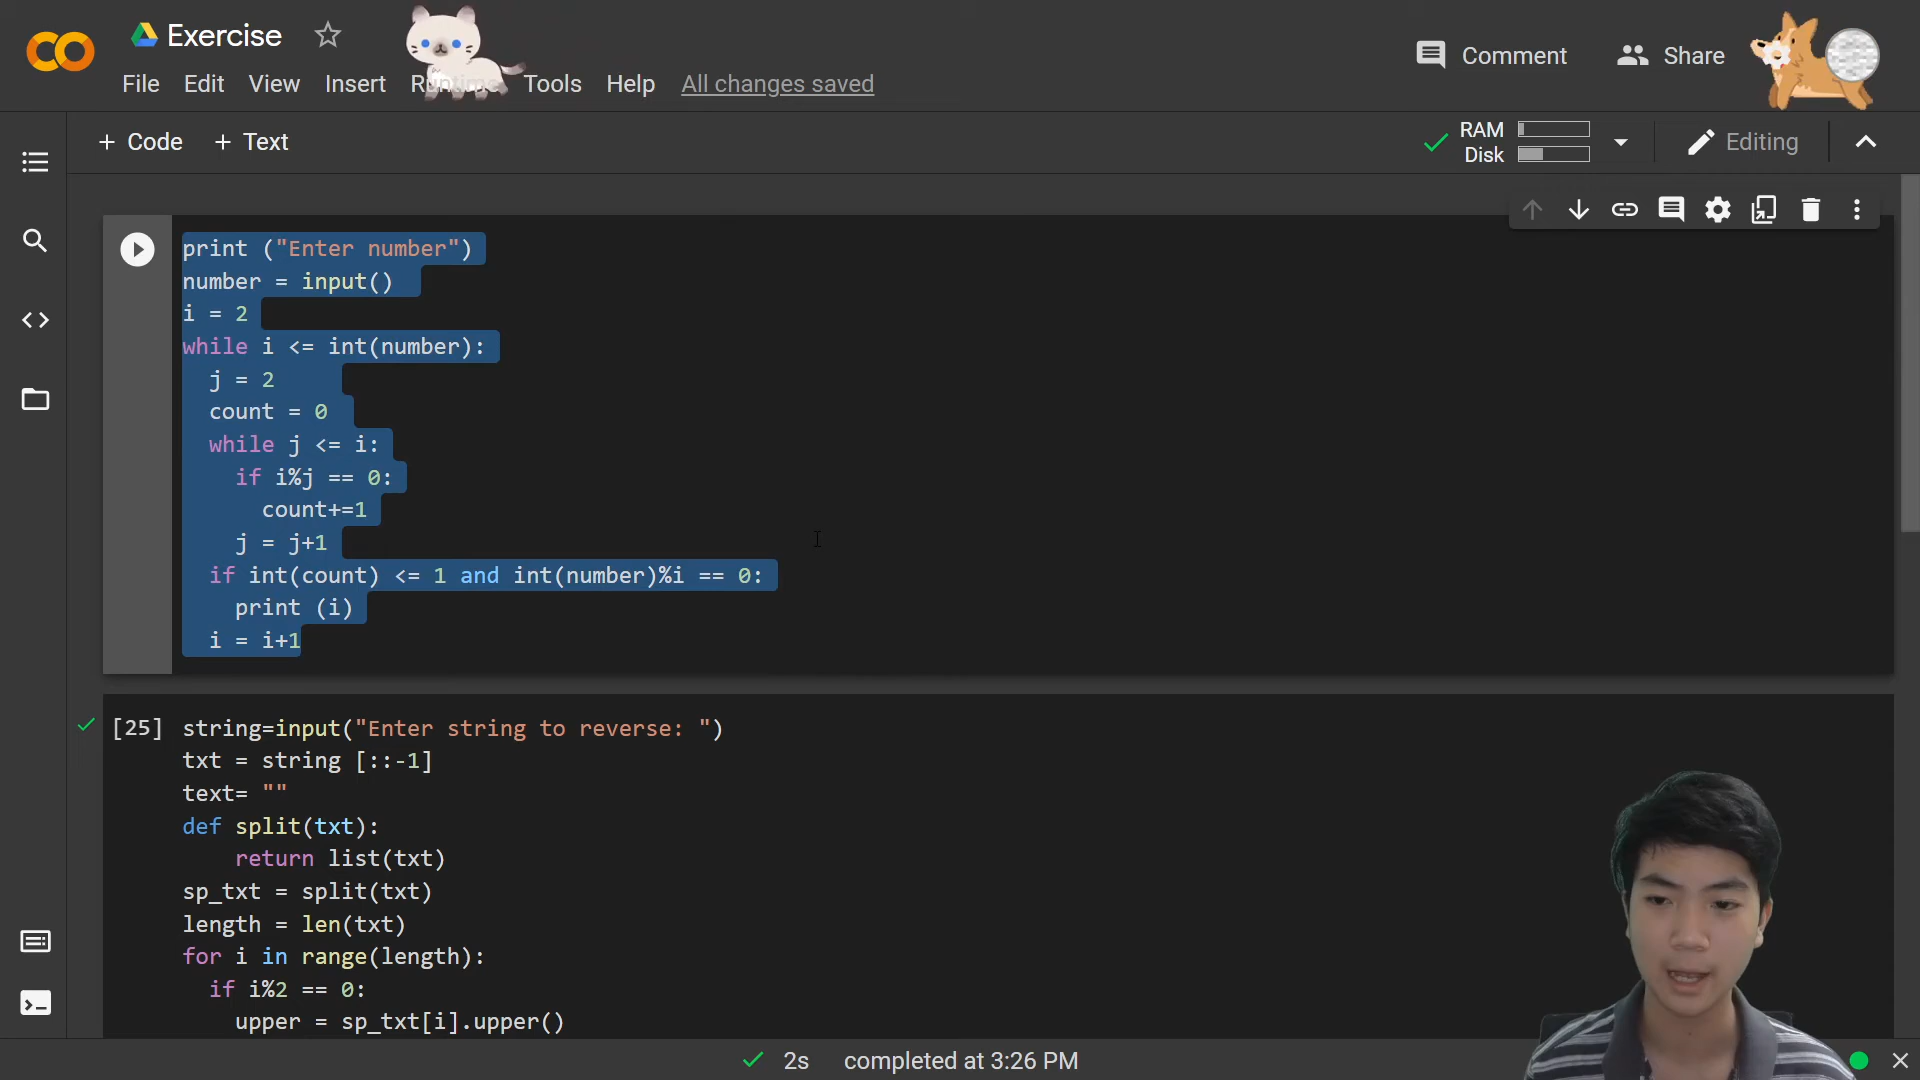 Exercise
File Edit View Insert Runtime Tools Help All changes saved
Comment Share
+ Code + Text
RAM
Disk
Editing
print ("Enter number")
number = input()
i = 2
while i <= int(number):
  j = 2
  count = 0
  while j <= i:
    if i%j == 0:
      count+=1
    j = j+1
  if int(count) <= 1 and int(number)%i == 0:
    print (i)
  i = i+1
[25] string=input("Enter string to reverse: ")
txt = string [::-1]
text= ""
def split(txt):
    return list(txt)
sp_txt = split(txt)
length = len(txt)
for i in range(length):
  if i%2 == 0:
    upper = sp_txt[i].upper()
2s completed at 3:26 PM